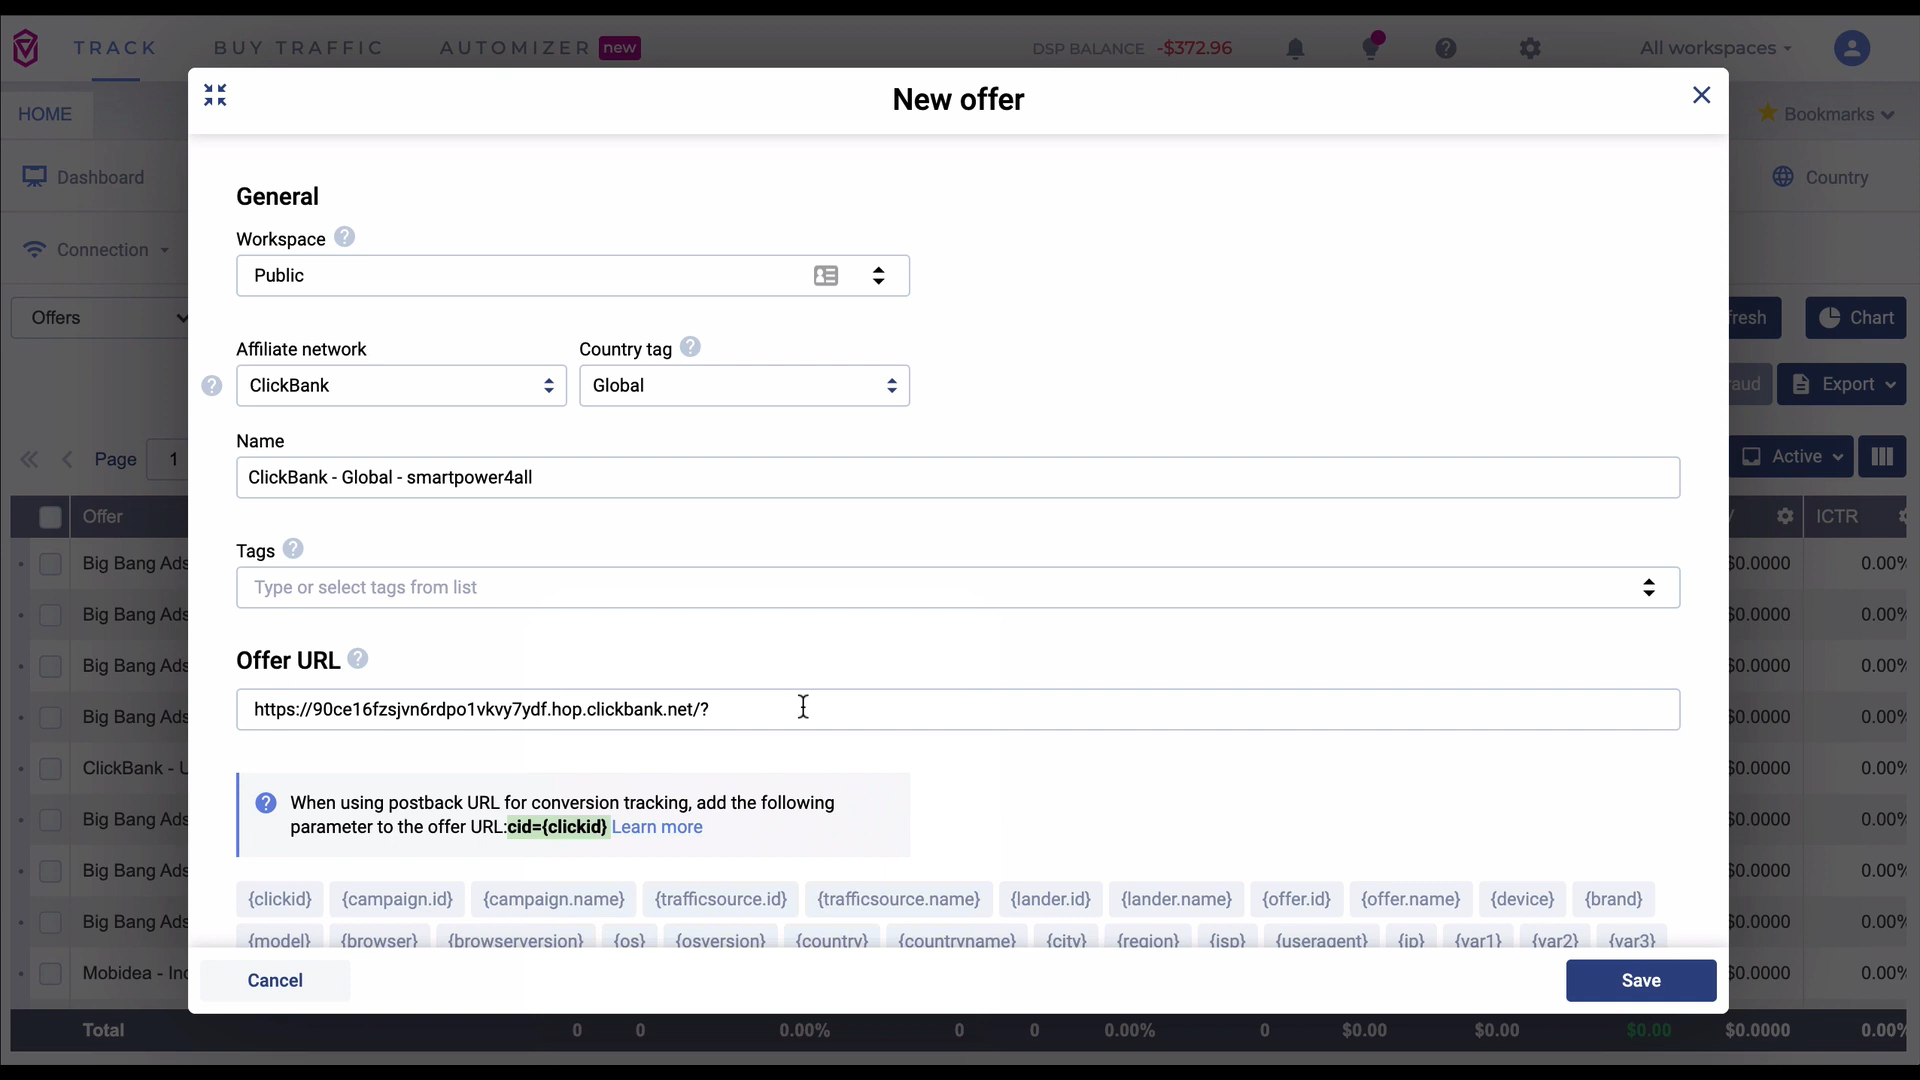 TRACK BUY TRAFFIC AUTOMIZER new DSP BALANCE -$372.96 All workspaces
New offer
HOME Bookmarks
Dashboard Country
Connection
Offers fresh Chart
General
Workspace
Public
Affiliate network Country tag
ClickBank Global
aud Export
Name
ClickBank - Global - smartpower4all
Page 1 Active
Offer ICTR
Tags
Type or select tags from list
Offer URL
https://90ce16fzsjvn6rdpo1vkvy7ydf.hop.clickbank.net/?
When using postback URL for conversion tracking, add the following
parameter to the offer URL:cid={clickid} Learn more
{clickid} {campaign.id} {campaign.name} {trafficsource.id} {trafficsource.name} {lander.id} {lander.name} {offer.id} {offer.name} {device} {brand}
{model} {browser} {browserversion} {os} {osversion} {country} {countryname} {city} {region} {isp} {useragent} {ip} {var1} {var2} {var3}
Cancel Save
Big Bang Ads $0.0000 0.00%
Big Bang Ads $0.0000 0.00%
Big Bang Ads $0.0000 0.00%
Big Bang Ads $0.0000 0.00%
ClickBank - U $0.0000 0.00%
Big Bang Ads $0.0000 0.00%
Big Bang Ads $0.0000 0.00%
Big Bang Ads $0.0000 0.00%
Mobidea - Ind $0.0000 0.00%
Total 0 0 0.00% 0 0 0.00% 0 $0.00 $0.00 $0.00 $0.0000 0.00%